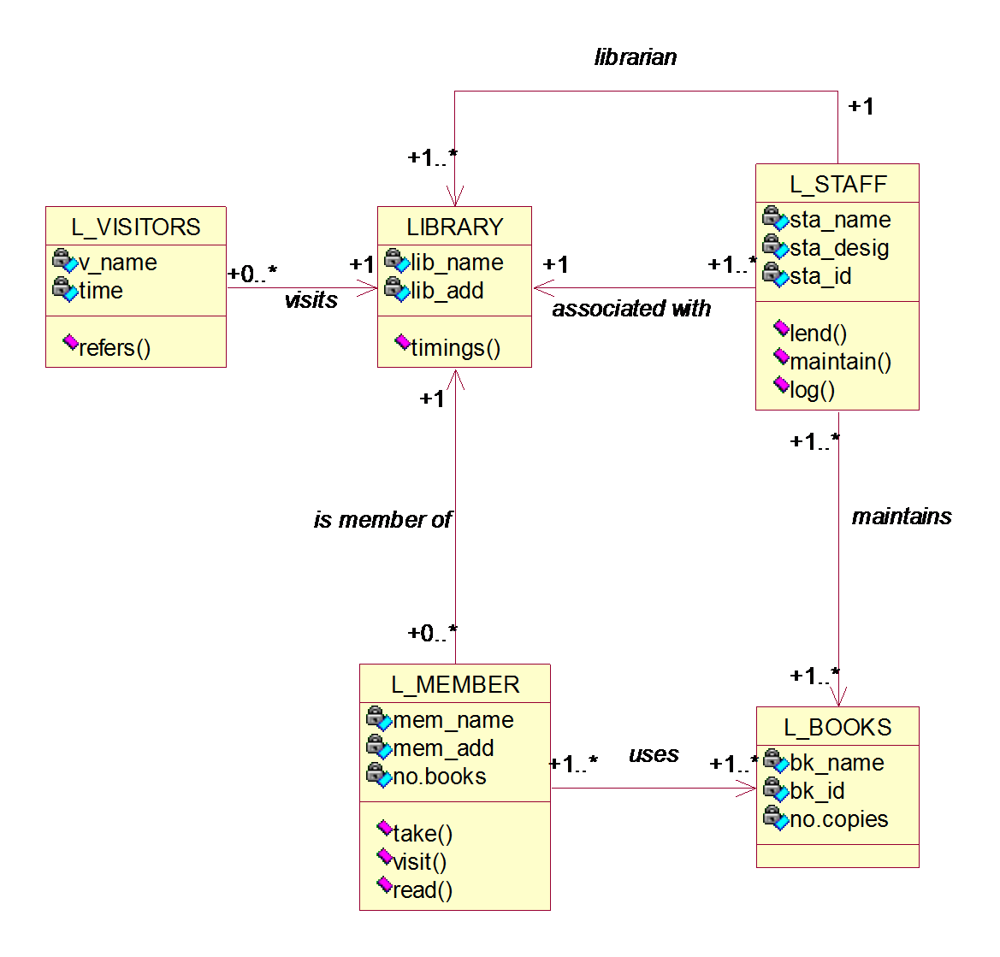 librarian
+1
+1..*
L_STAFF
sta_name
sta_desig
sta_id
lend()
maintain()
log()
L_VISITORS
v_name
time
refers()
+0..*
visits
+1
LIBRARY
lib_name
lib_add
timings()
+1
associated with
+1..*
+1
is member of
+0..*
+1..*
maintains
+1..*
L_MEMBER
mem_name
mem_add
no.books
take()
visit()
read()
+1..*
uses
+1..*
L_BOOKS
bk_name
bk_id
no.copies